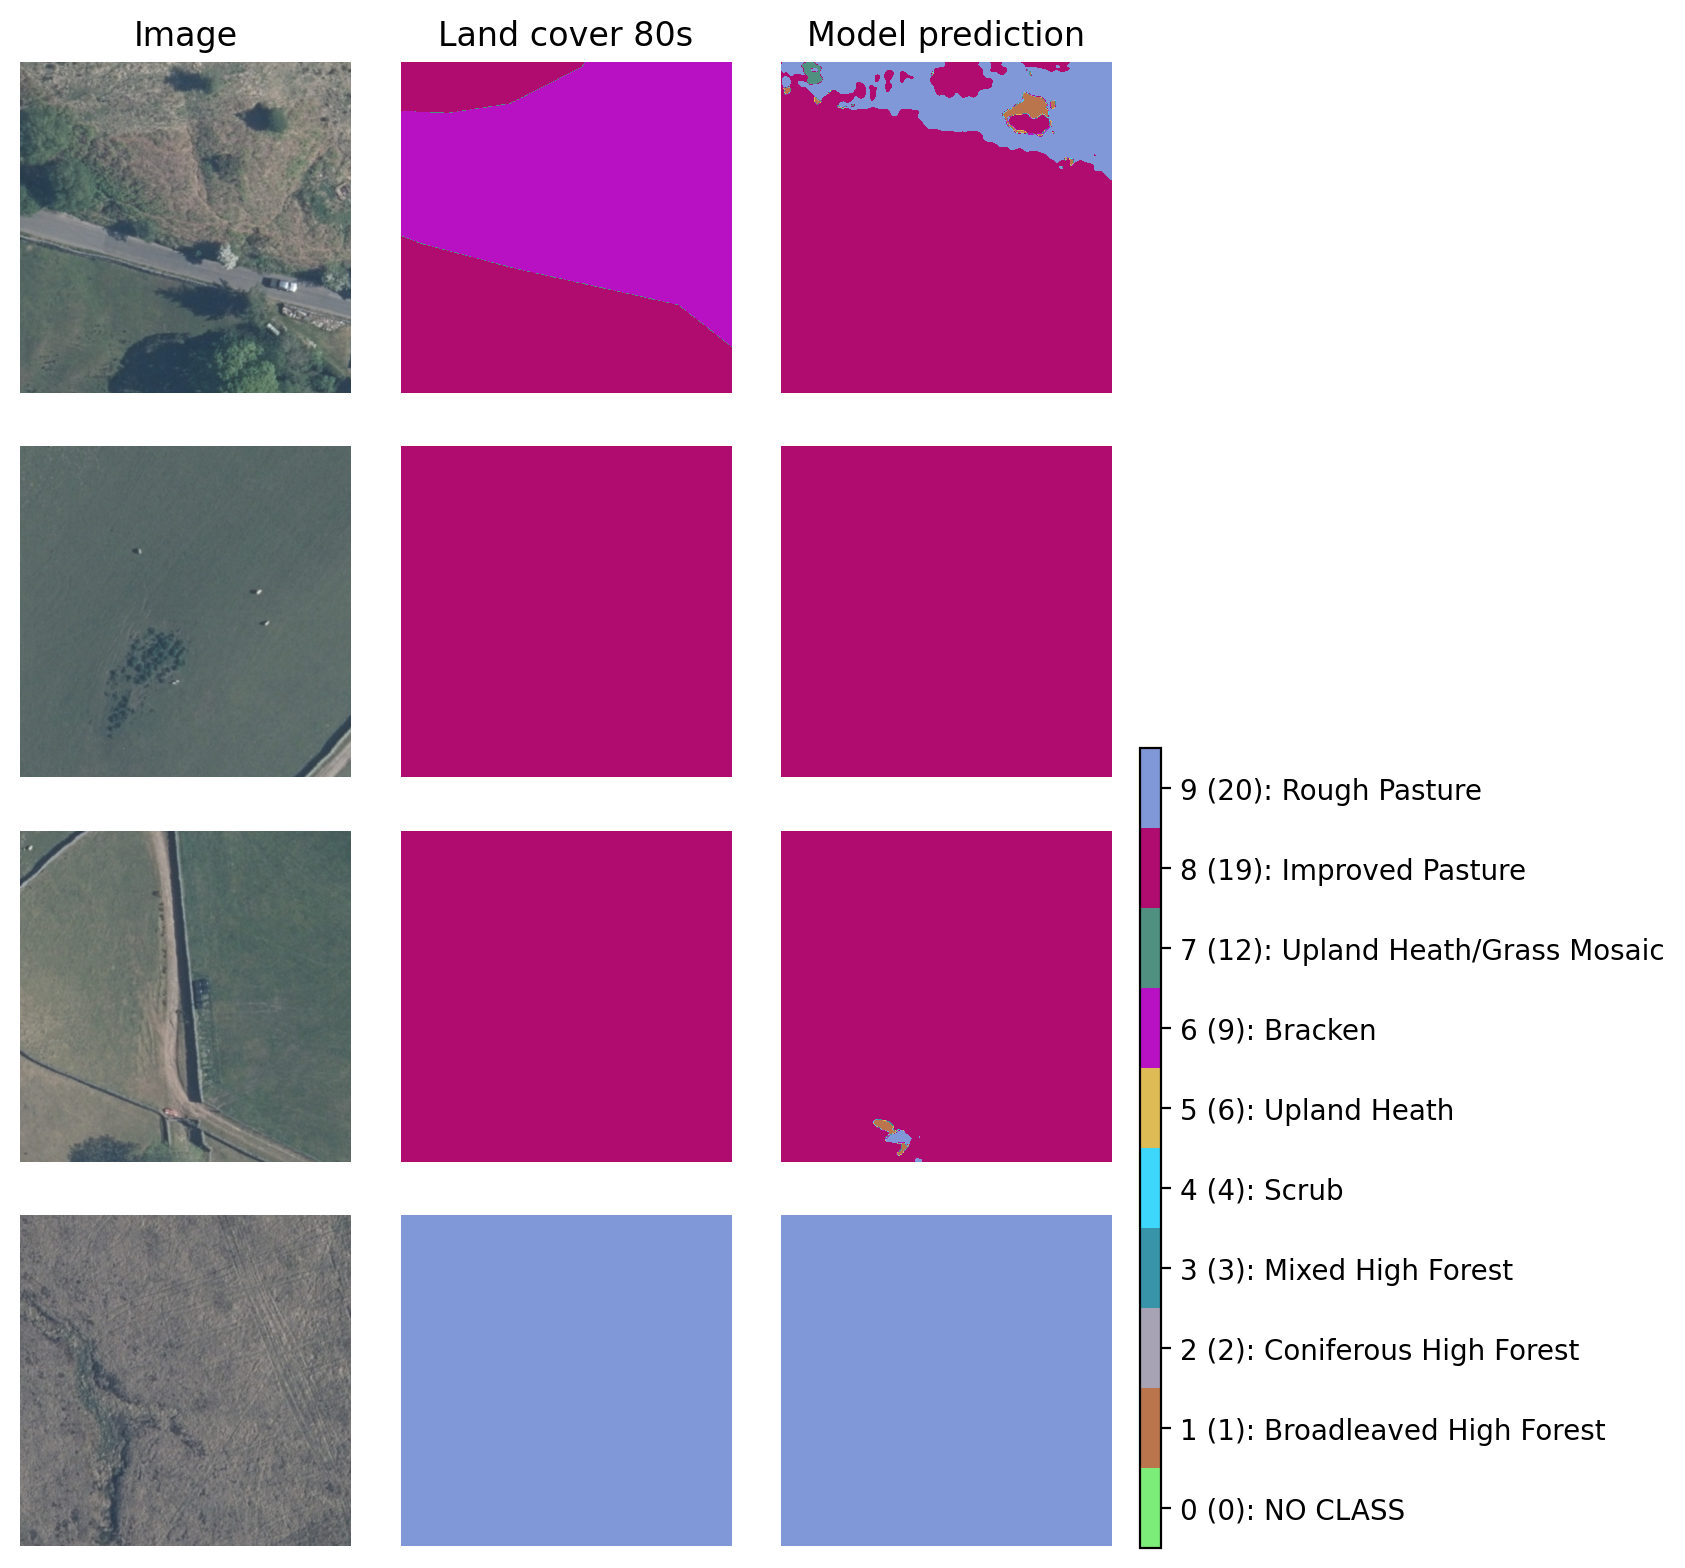 Image
Land cover 80s
Model prediction
9 (20): Rough Pasture
8 (19): Improved Pasture
7 (12): Upland Heath/Grass Mosaic
6 (9): Bracken
5 (6): Upland Heath
4 (4): Scrub
3 (3): Mixed High Forest
2 (2): Coniferous High Forest
1 (1): Broadleaved High Forest
0 (0): NO CLASS